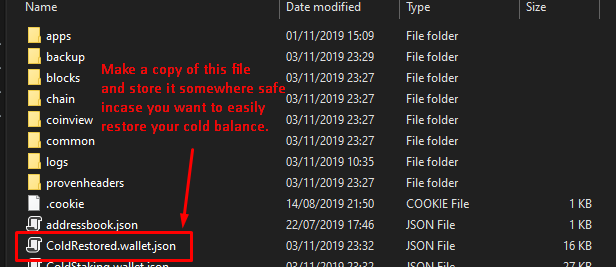 Name Date modified Type Size
apps 01/11/2019 15:09 File folder
backup 03/11/2019 23:29 File folder
blocks 03/11/2019 23:27 File folder
chain 03/11/2019 23:27 File folder
coinview 03/11/2019 23:27 File folder
common 03/11/2019 23:27 File folder
logs 03/11/2019 10:35 File folder
provenheaders 03/11/2019 23:27 File folder
.cookie 14/08/2019 21:50 COOKIE File 1 KB
addressbook.json 22/07/2019 17:46 JSON File 1 KB
ColdRestored.wallet.json 03/11/2019 23:32 JSON File 16 KB
ColdStaking.wallet.json 03/11/2019 23:32 JSON File 27 KB
Make a copy of this file
and store it somewhere safe
incase you want to easily
restore your cold balance.